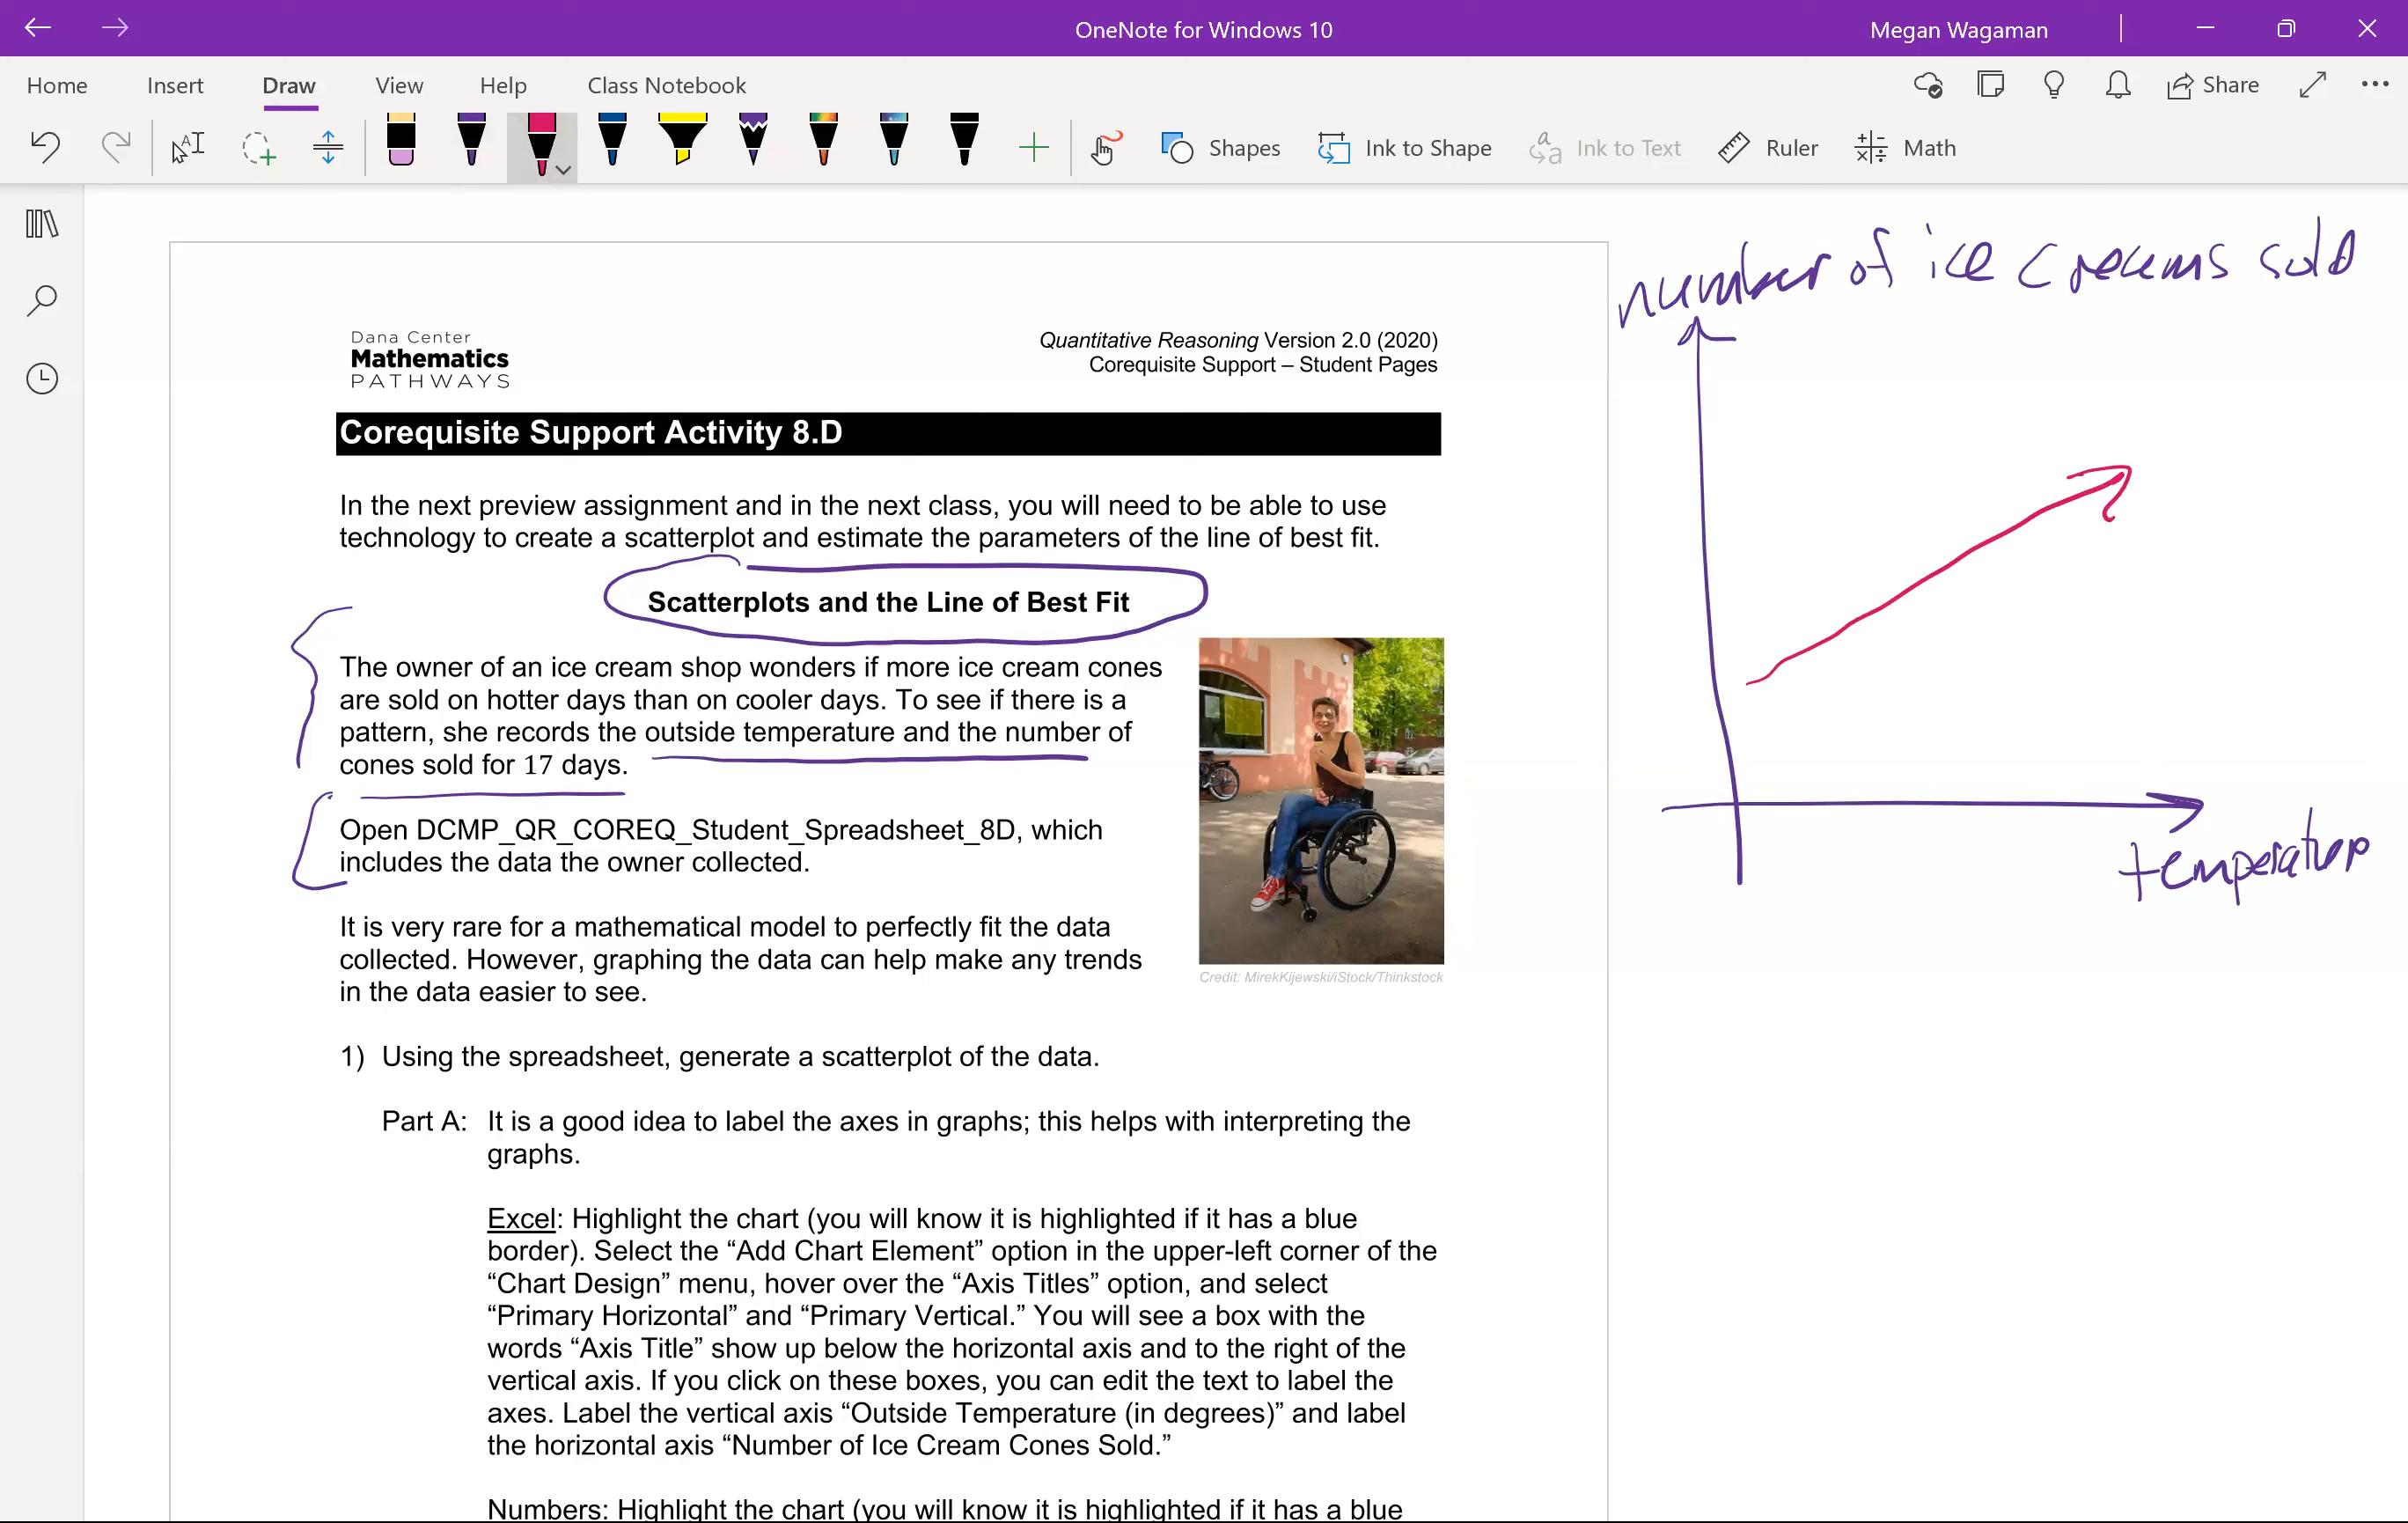 OneNote for Windows 10
Megan Wagaman
Home Insert Draw View Help Class Notebook
Share
Shapes Ink to Shape Ink to Text Ruler Math
number of ice creams sold
Dana Center
Mathematics
PATHWAYS
Quantitative Reasoning Version 2.0 (2020)
Corequisite Support – Student Pages
Corequisite Support Activity 8.D
In the next preview assignment and in the next class, you will need to be able to use
technology to create a scatterplot and estimate the parameters of the line of best fit.
Scatterplots and the Line of Best Fit
The owner of an ice cream shop wonders if more ice cream cones
are sold on hotter days than on cooler days. To see if there is a
pattern, she records the outside temperature and the number of
cones sold for 17 days.
Open DCMP_QR_COREQ_Student_Spreadsheet_8D, which
includes the data the owner collected.
temperature
It is very rare for a mathematical model to perfectly fit the data
collected. However, graphing the data can help make any trends
in the data easier to see.
Credit: MirekKijewski/iStock/Thinkstock
1) Using the spreadsheet, generate a scatterplot of the data.
Part A: It is a good idea to label the axes in graphs; this helps with interpreting the
graphs.
Excel: Highlight the chart (you will know it is highlighted if it has a blue
border). Select the “Add Chart Element” option in the upper-left corner of the
“Chart Design” menu, hover over the “Axis Titles” option, and select
“Primary Horizontal” and “Primary Vertical.” You will see a box with the
words “Axis Title” show up below the horizontal axis and to the right of the
vertical axis. If you click on these boxes, you can edit the text to label the
axes. Label the vertical axis “Outside Temperature (in degrees)” and label
the horizontal axis “Number of Ice Cream Cones Sold.”
Numbers: Highlight the chart (you will know it is highlighted if it has a blue